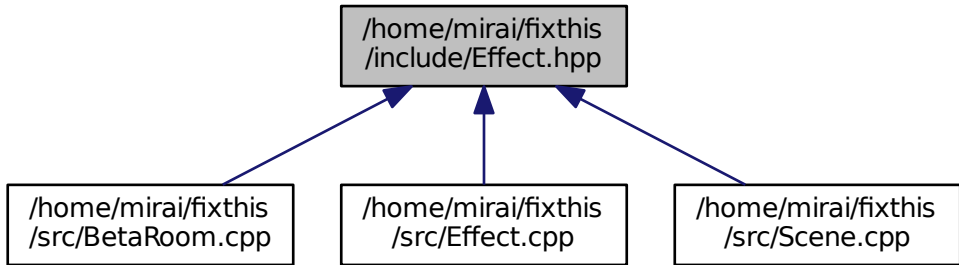 /home/mirai/fixthis
/include/Effect.hpp
/home/mirai/fixthis
/src/BetaRoom.cpp
/home/mirai/fixthis
/src/Effect.cpp
/home/mirai/fixthis
/src/Scene.cpp